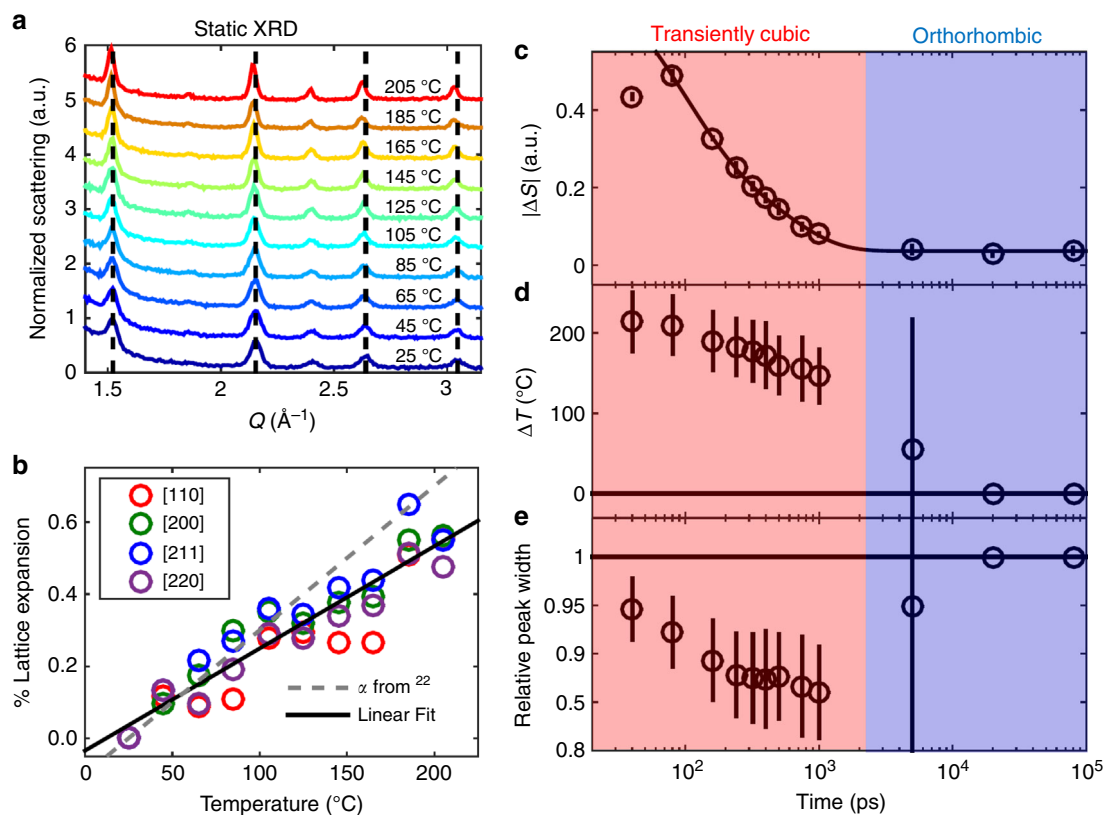 a
Static XRD
Normalized scattering (a.u.)
6
5
4
3
2
1
0
205 °C
185 °C
165 °C
145 °C
125 °C
105 °C
85 °C
65 °C
45 °C
25 °C
1.5
2
2.5
3
Q (Å−1)
b
% Lattice expansion
0.6
0.4
0.2
0.0
[110]
[200]
[211]
[220]
α from 22
Linear Fit
0
50
100
150
200
Temperature (°C)
Transiently cubic
Orthorhombic
c
|ΔS| (a.u.)
0.4
0.2
0
d
ΔT (°C)
200
100
0
e
Relative peak width
1
0.95
0.9
0.85
0.8
102
103
104
105
Time (ps)